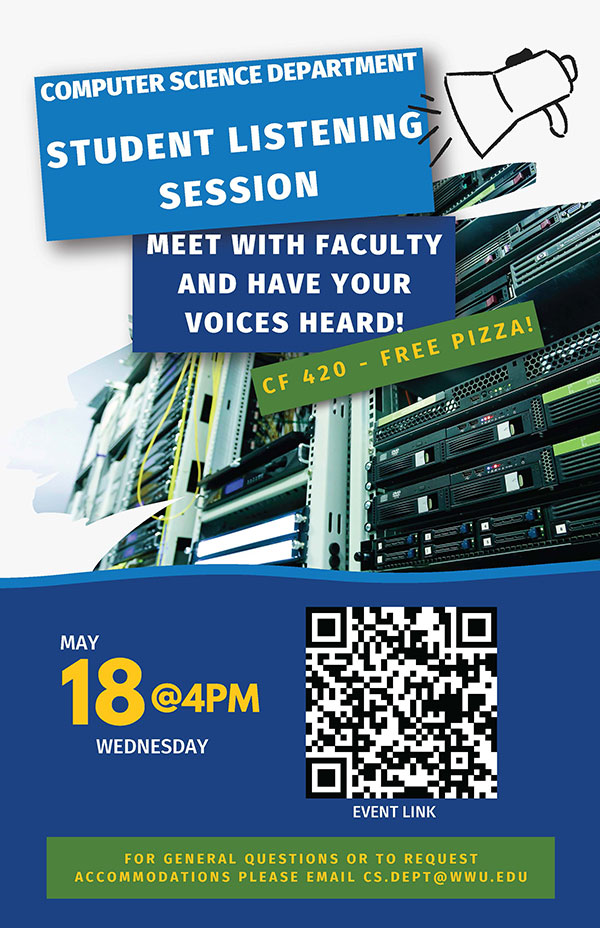 COMPUTER SCIENCE DEPARTMENT
STUDENT LISTENING
SESSION
MEET WITH FACULTY
AND HAVE YOUR
VOICES HEARD!
CF 420 - FREE PIZZA!
MAY
18 @4PM
WEDNESDAY
EVENT LINK
FOR GENERAL QUESTIONS OR TO REQUEST
ACCOMMODATIONS PLEASE EMAIL CS.DEPT@WWU.EDU